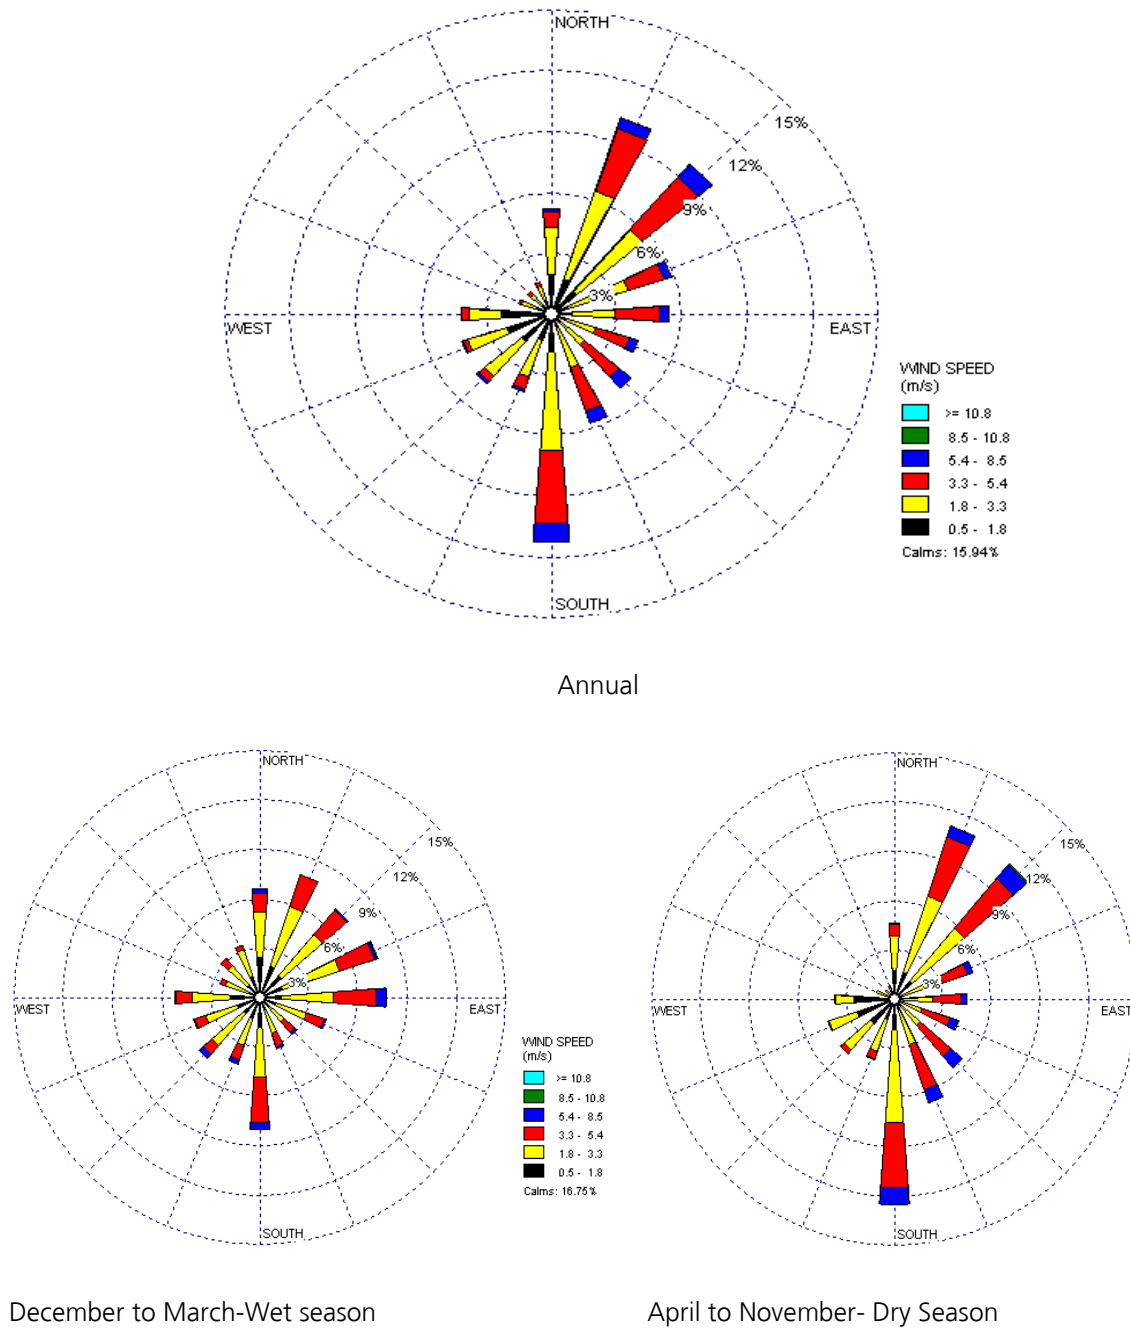 NORTH
15%
12%
9%
6%
3%
WEST
EAST
SOUTH
WIND SPEED
(m/s)
>= 10.8
8.5 - 10.8
5.4 - 8.5
3.3 - 5.4
1.8 - 3.3
0.5 - 1.8
Calms: 15.94%
Annual
NORTH
15%
12%
9%
6%
3%
WEST
EAST
SOUTH
WIND SPEED
(m/s)
>= 10.8
8.5 - 10.8
5.4 - 8.5
3.3 - 5.4
1.8 - 3.3
0.5 - 1.8
Calms: 16.75%
December to March-Wet season
NORTH
15%
12%
9%
6%
3%
WEST
EAST
SOUTH
April to November- Dry Season